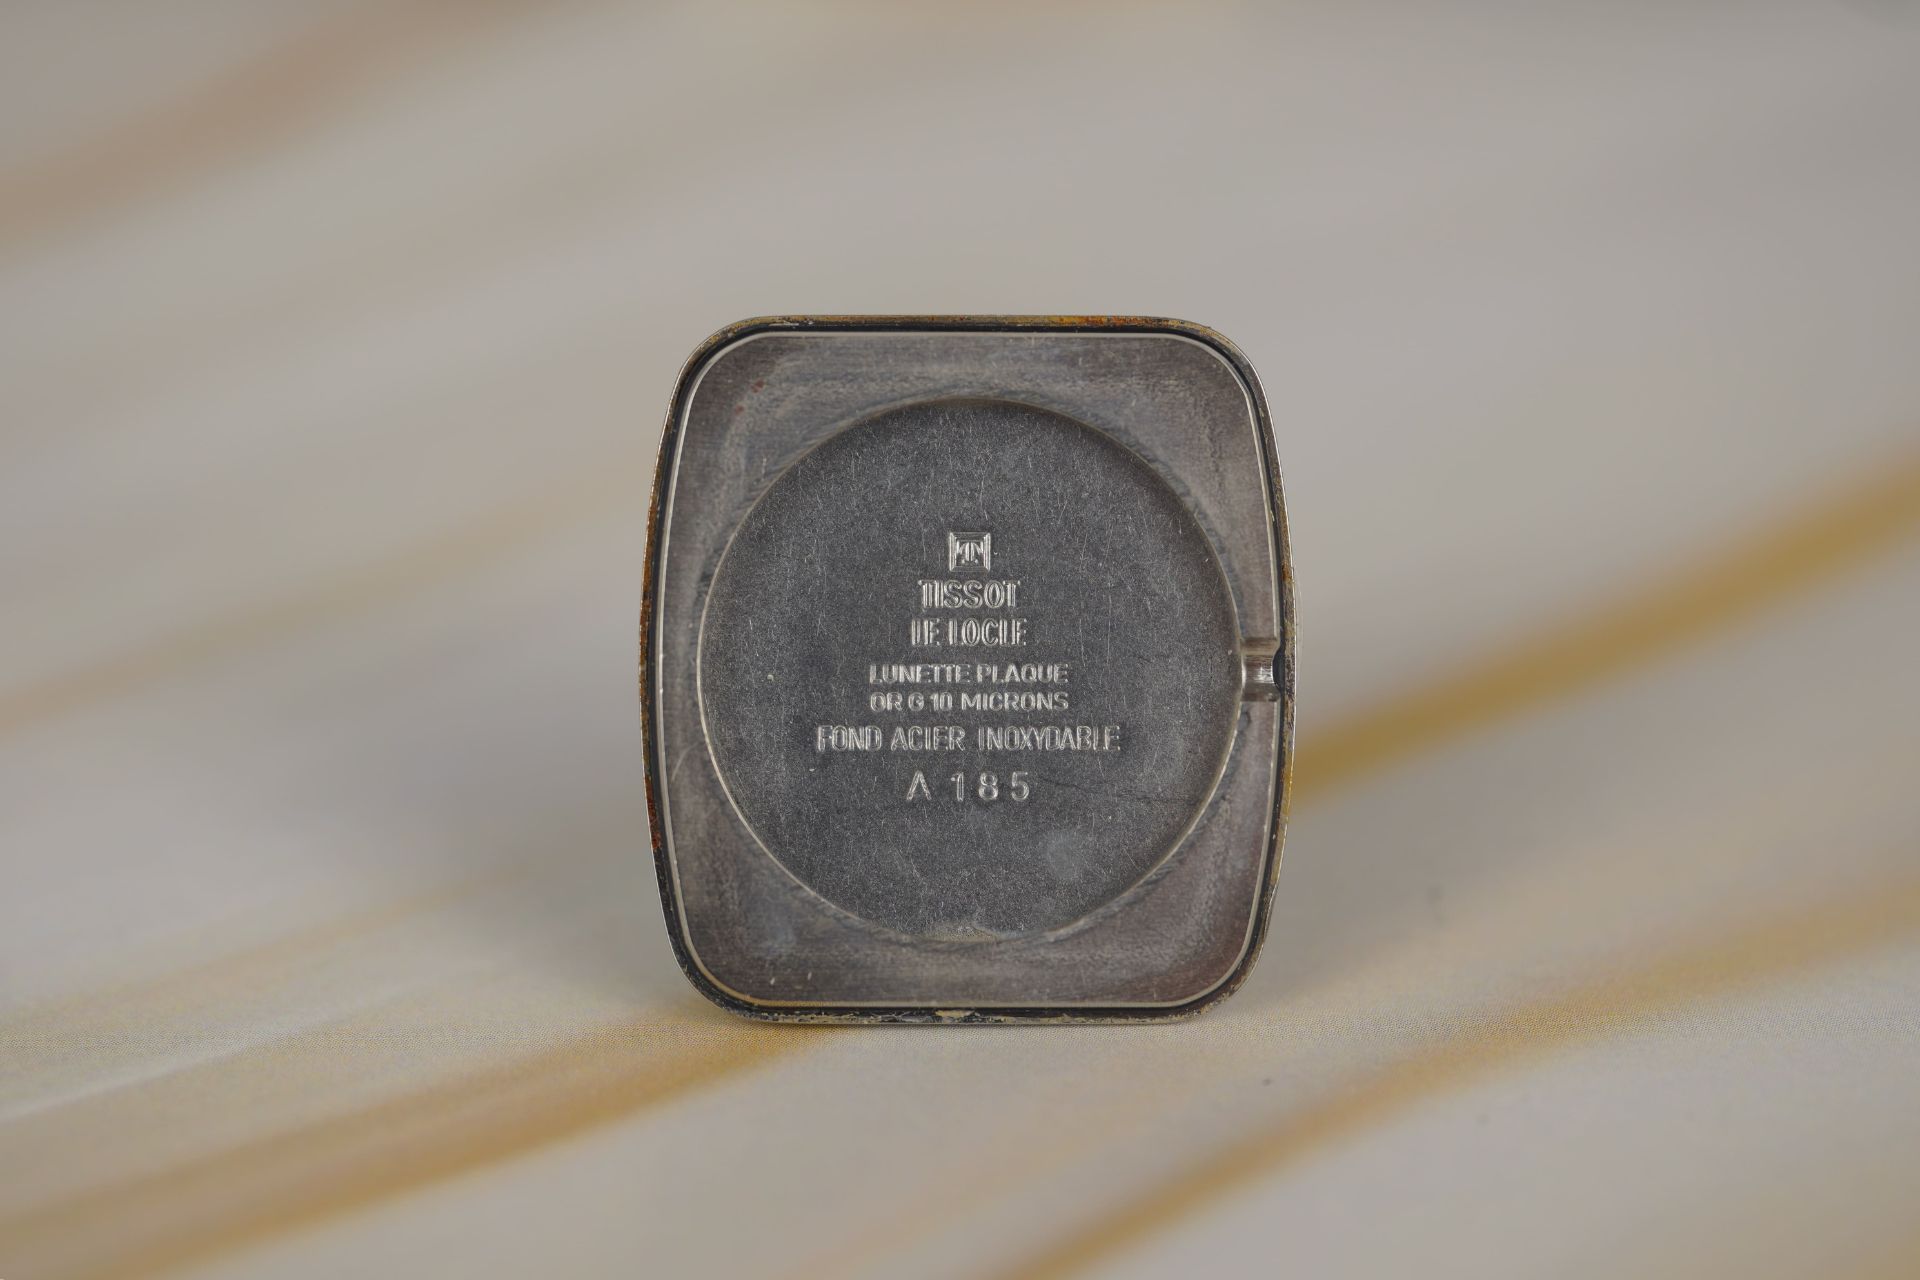 T
TISSOT
LE LOCLE
LUNETTE PLAQUE
OR G 10 MICRONS
FOND ACIER INOXYDABLE
A 185